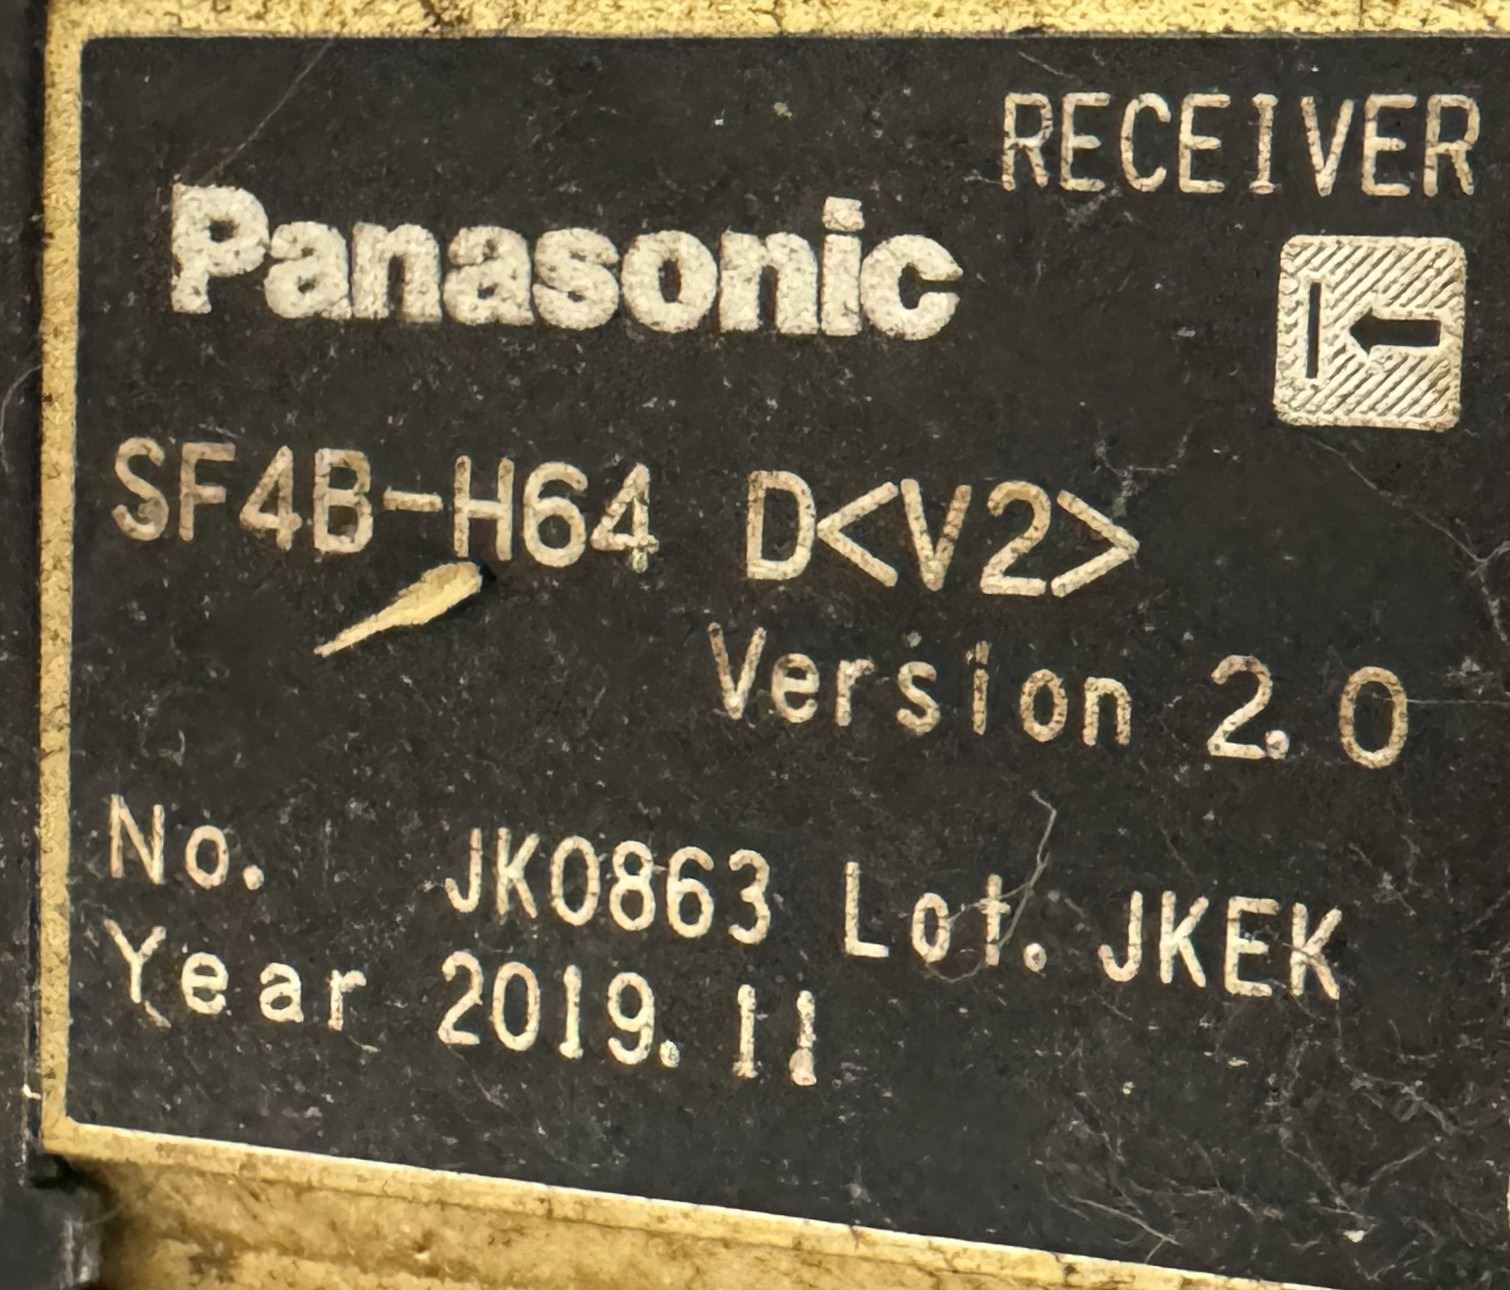 RECEIVER
Panasonic
SF4B-H64 D<V2>
Version 2.0
No. JK0863 Lot. JKEK
Year 2019.11